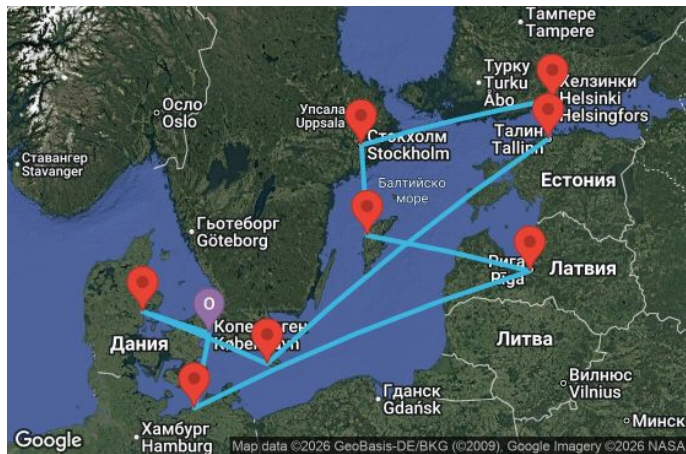 Тампере
Tampere
Турку
Turku
Åbo
Хелзинки
Helsinki
Helsingfors
Осло
Oslo
Упсала
Uppsala
Стокхолм
Stockholm
Талин
Tallinn
Ставангер
Stavanger
Балтийско
море
Естония
Гьотеборг
Göteborg
Рига
Rīga
Латвия
O
Копенхаген
København
Дания
Литва
Вилнюс
Vilnius
Гданск
Gdańsk
Минск
Хамбург
Hamburg
Google
Map data ©2026 GeoBasis-DE/BKG (©2009), Google Imagery ©2026 NASA